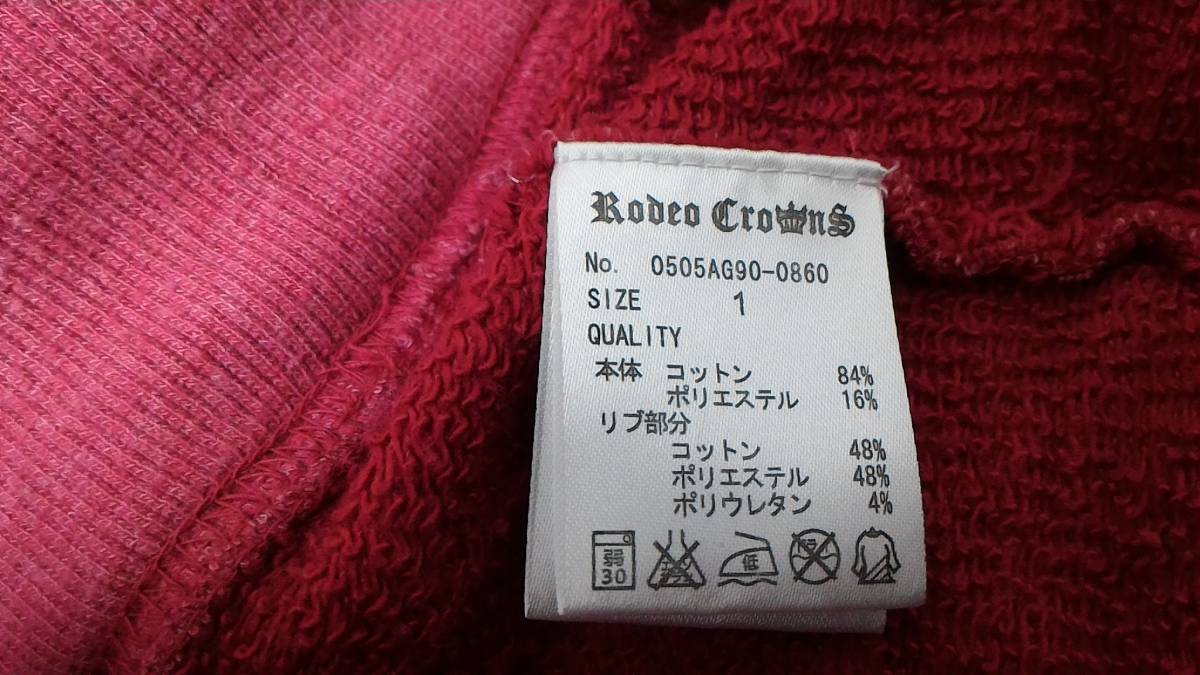 Rodeo Crowns
No. 0505AG90-0860
SIZE 1
QUALITY
本体 コットン 84%
ポリエステル 16%
リブ部分
コットン 48%
ポリエステル 48%
ポリウレタン 4%
弱 低
30